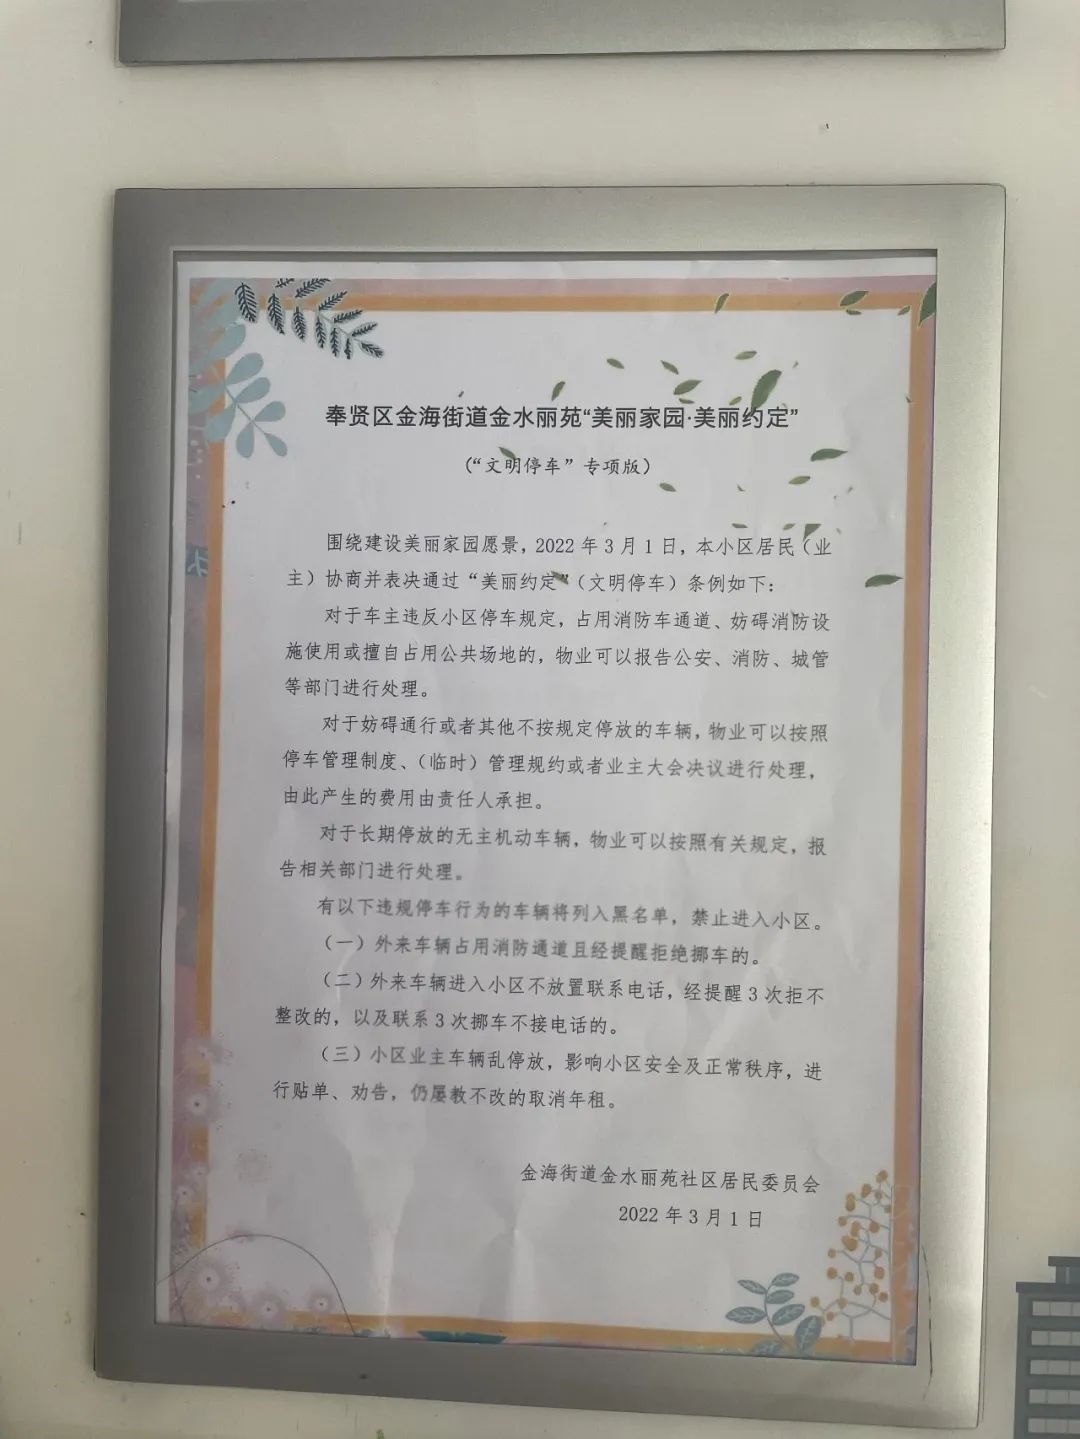 奉贤区金海街道金水丽苑“美丽家园·美丽约定”
（“文明停车”专项版）
围绕建设美丽家园愿景，2022年3月1日，本小区居民（业
主）协商并表决通过“美丽约定”（文明停车）条例如下：
对于车主违反小区停车规定，占用消防车通道、妨碍消防设
施使用或擅自占用公共场地的，物业可以报告公安、消防、城管
等部门进行处理。
对于妨碍通行或者其他不按规定停放的车辆，物业可以按照
停车管理制度、（临时）管理规约或者业主大会决议进行处理，
由此产生的费用由责任人承担。
对于长期停放的无主机动车辆，物业可以按照有关规定，报
告相关部门进行处理。
有以下违规停车行为的车辆将列入黑名单，禁止进入小区。
（一）外来车辆占用消防通道且经提醒拒绝挪车的。
（二）外来车辆进入小区不放置联系电话，经提醒3次拒不
整改的，以及联系3次挪车不接电话的。
（三）小区业主车辆乱停放，影响小区安全及正常秩序，进
行贴单、劝告，仍屡教不改的取消年租。
金海街道金水丽苑社区居民委员会
2022年3月1日